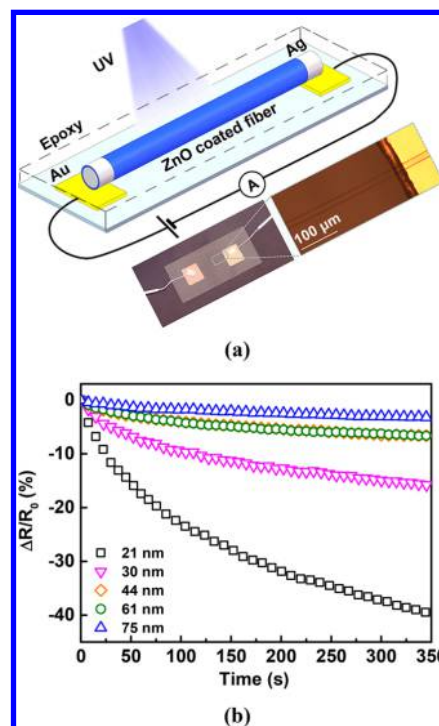 UV
Ag
Epoxy
ZnO coated fiber
Au
A
100 μm
(a)
0
-10
-20
-30
-40
ΔR/R0 (%)
21 nm
30 nm
44 nm
61 nm
75 nm
0 50 100 150 200 250 300 350
Time (s)
(b)